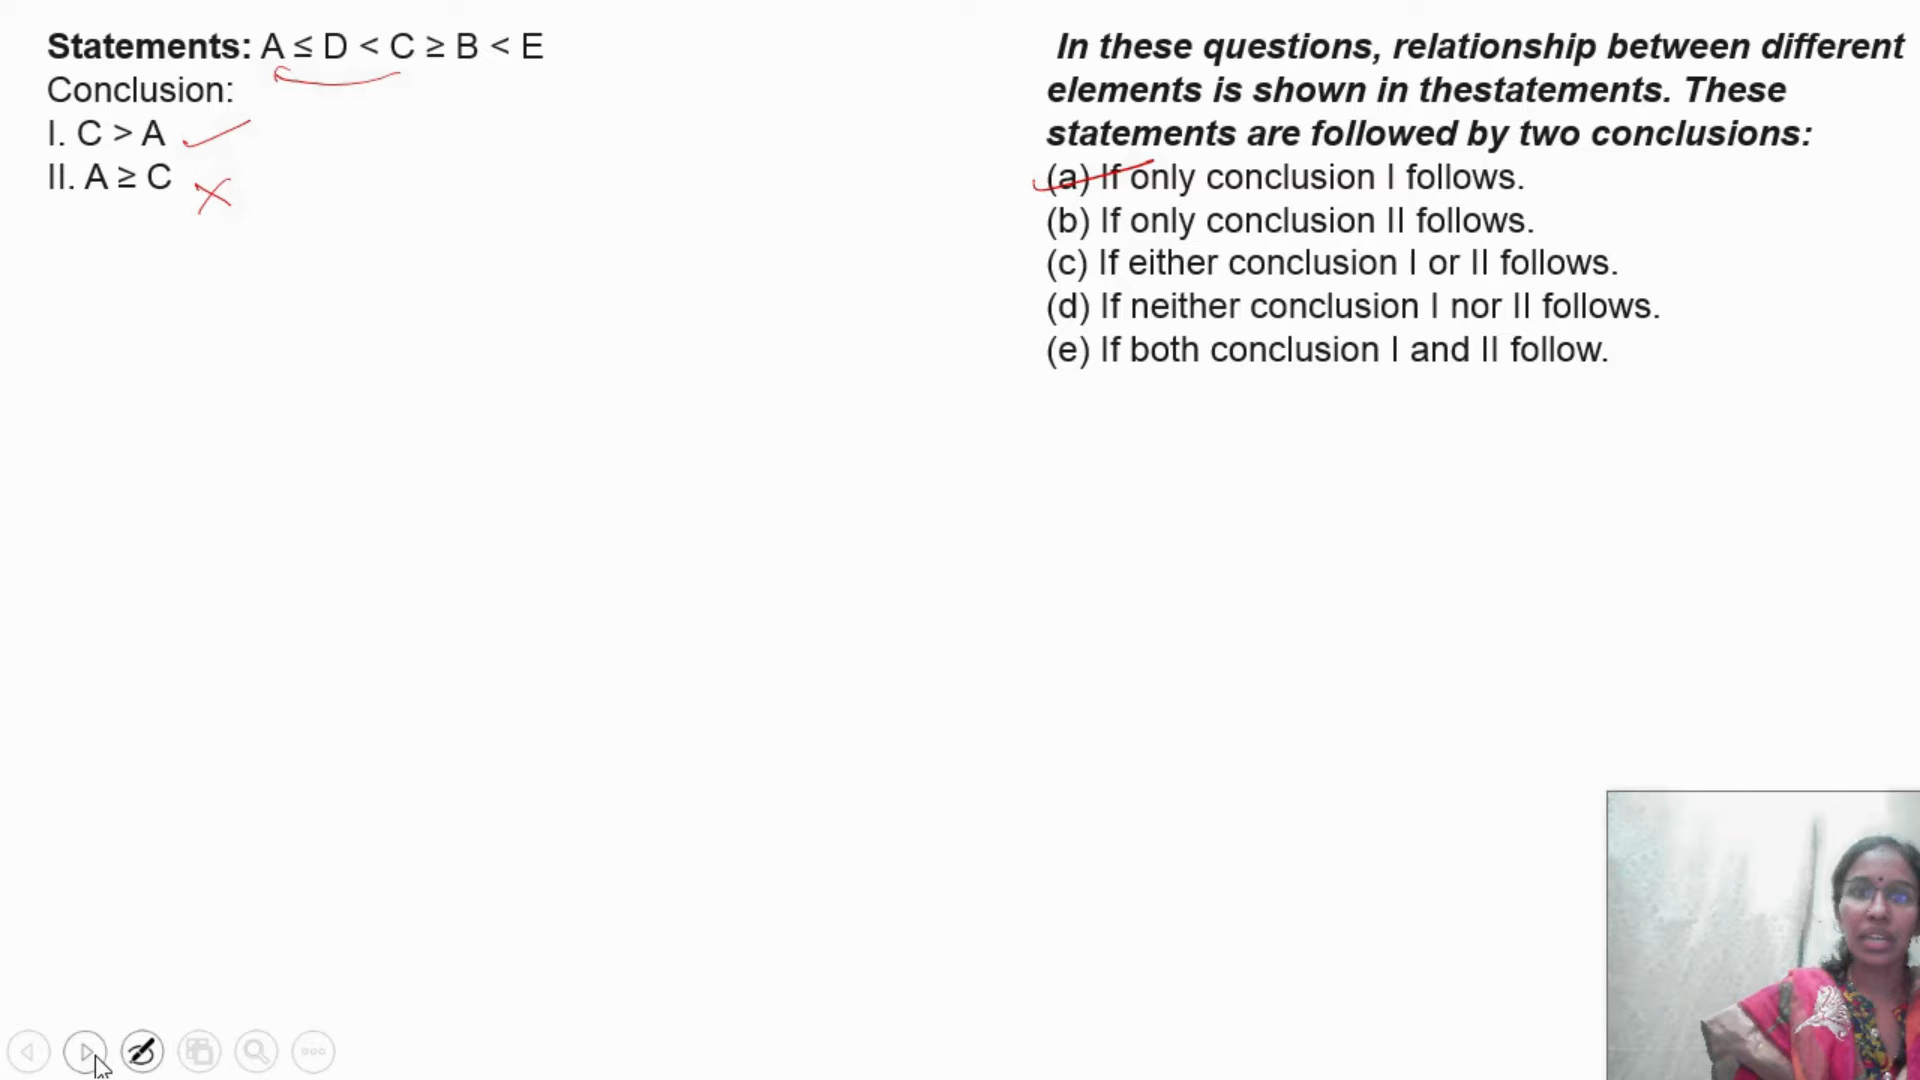 Statements: A ≤ D < C ≥ B < E
Conclusion:
I. C > A
II. A ≥ C
In these questions, relationship between different
elements is shown in thestatements. These
statements are followed by two conclusions:
(a) If only conclusion I follows.
(b) If only conclusion II follows.
(c) If either conclusion I or II follows.
(d) If neither conclusion I nor II follows.
(e) If both conclusion I and II follow.